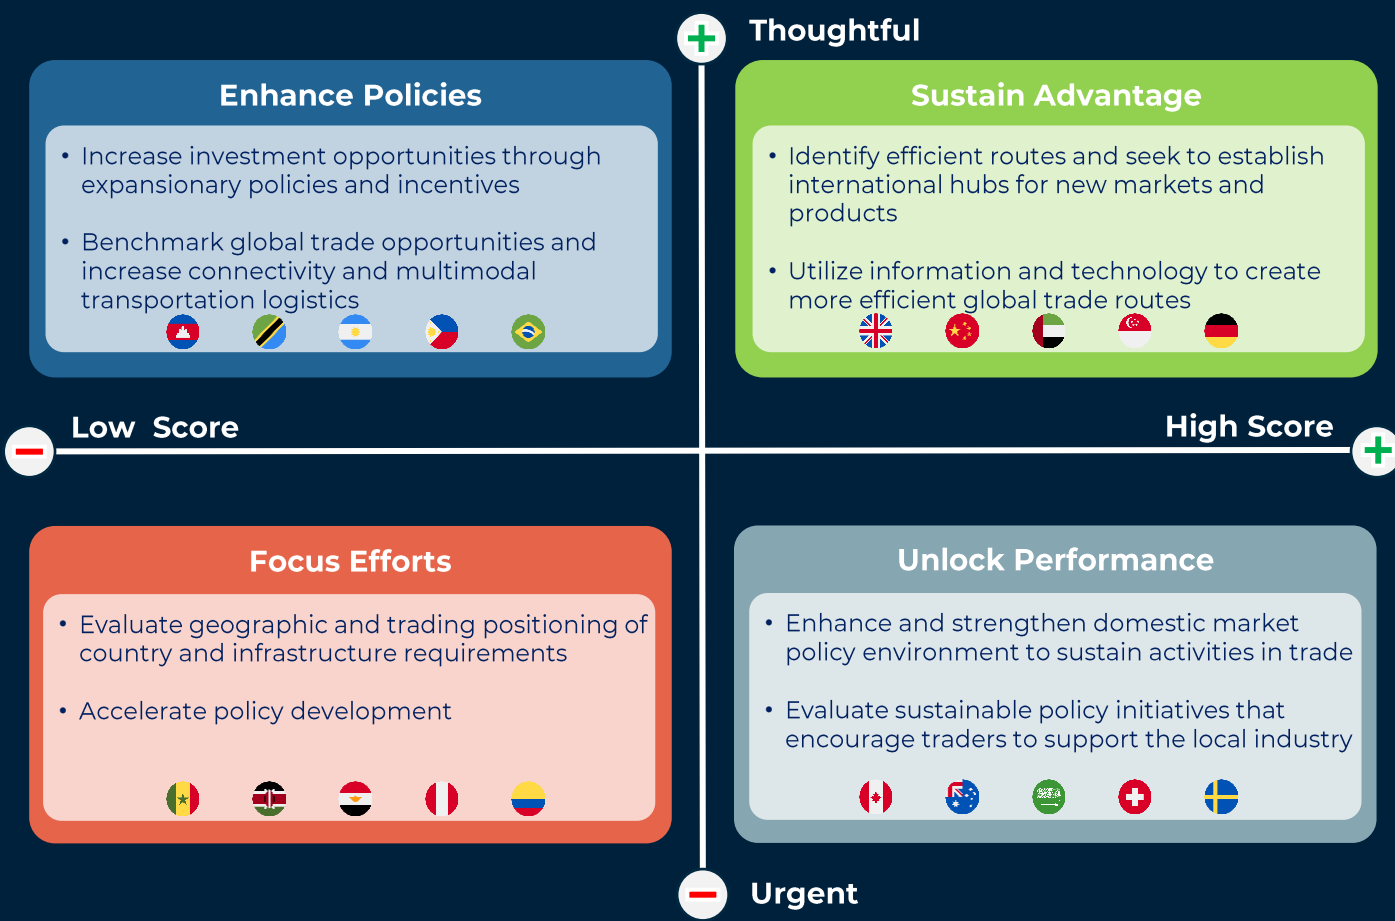 Thoughtful
Enhance Policies
• Increase investment opportunities through
expansionary policies and incentives
• Benchmark global trade opportunities and
increase connectivity and multimodal
transportation logistics
Sustain Advantage
• Identify efficient routes and seek to establish
international hubs for new markets and
products
• Utilize information and technology to create
more efficient global trade routes
Low Score
High Score
Focus Efforts
• Evaluate geographic and trading positioning of
country and infrastructure requirements
• Accelerate policy development
Unlock Performance
• Enhance and strengthen domestic market
policy environment to sustain activities in trade
• Evaluate sustainable policy initiatives that
encourage traders to support the local industry
Urgent